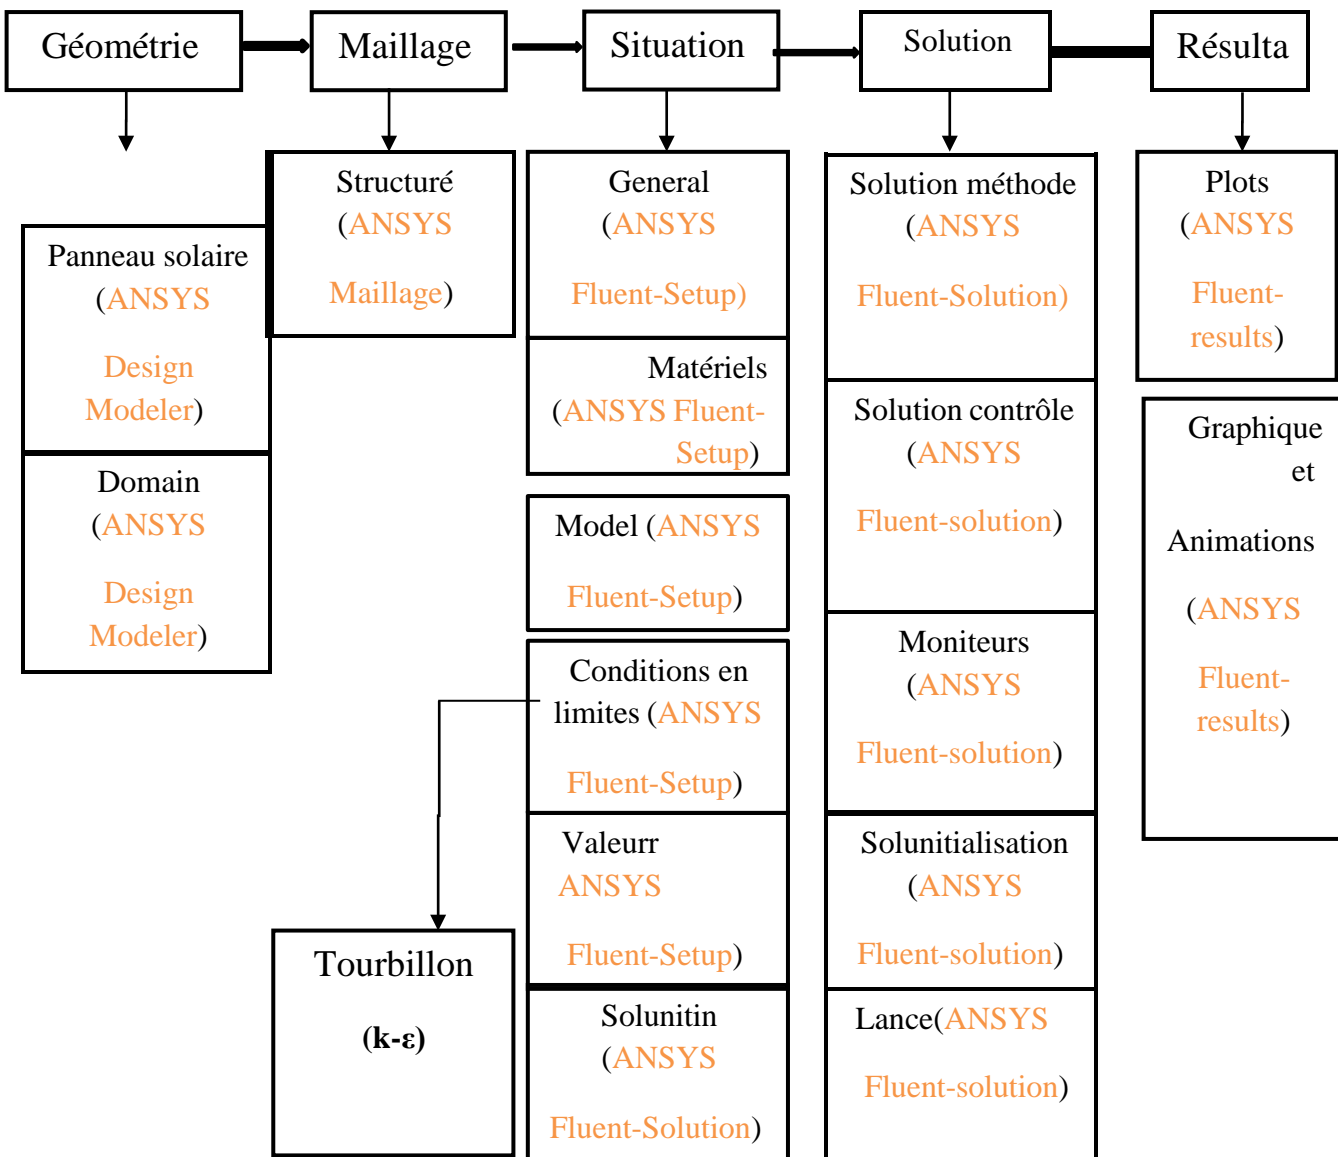 Géométrie
Maillage
Situation
Solution
Résulta
Panneau solaire
(ANSYS
Design
Modeler)
Domain
(ANSYS
Design
Modeler)
Structuré
(ANSYS
Maillage)
Tourbillon
(k-ε)
General
(ANSYS
Fluent-Setup)
Matériels
(ANSYS Fluent-
Setup)
Model (ANSYS
Fluent-Setup)
Conditions en
limites (ANSYS
Fluent-Setup)
Valeurr
ANSYS
Fluent-Setup)
Solunitin
(ANSYS
Fluent-Solution)
Solution méthode
(ANSYS
Fluent-Solution)
Solution contrôle
(ANSYS
Fluent-solution)
Moniteurs
(ANSYS
Fluent-solution)
Solunitialisation
(ANSYS
Fluent-solution)
Lance(ANSYS
Fluent-solution)
Plots
(ANSYS
Fluent-
results)
Graphique
et
Animations
(ANSYS
Fluent-
results)